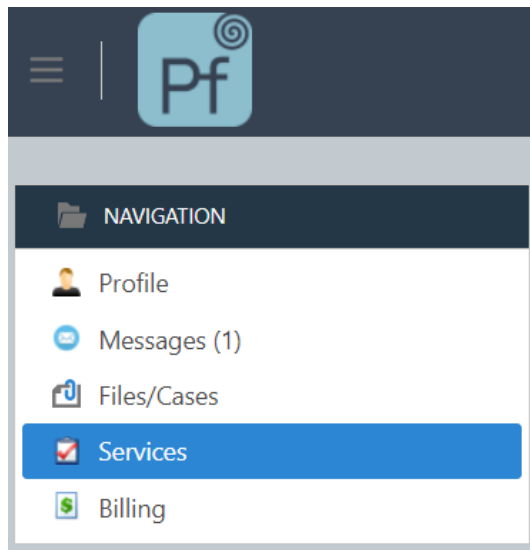 Pf
NAVIGATION
Profile
Messages (1)
Files/Cases
Services
Billing